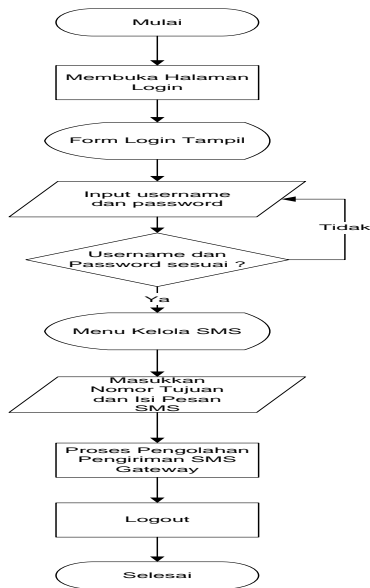 Mulai
Membuka Halaman
Login
Form Login Tampil
Input username
dan password
Tidak
Username dan
Password sesuai ?
Ya
Menu Kelola SMS
Masukkan
Nomor Tujuan
dan Isi Pesan
SMS
Proses Pengolahan
Pengiriman SMS
Gateway
Logout
Selesai